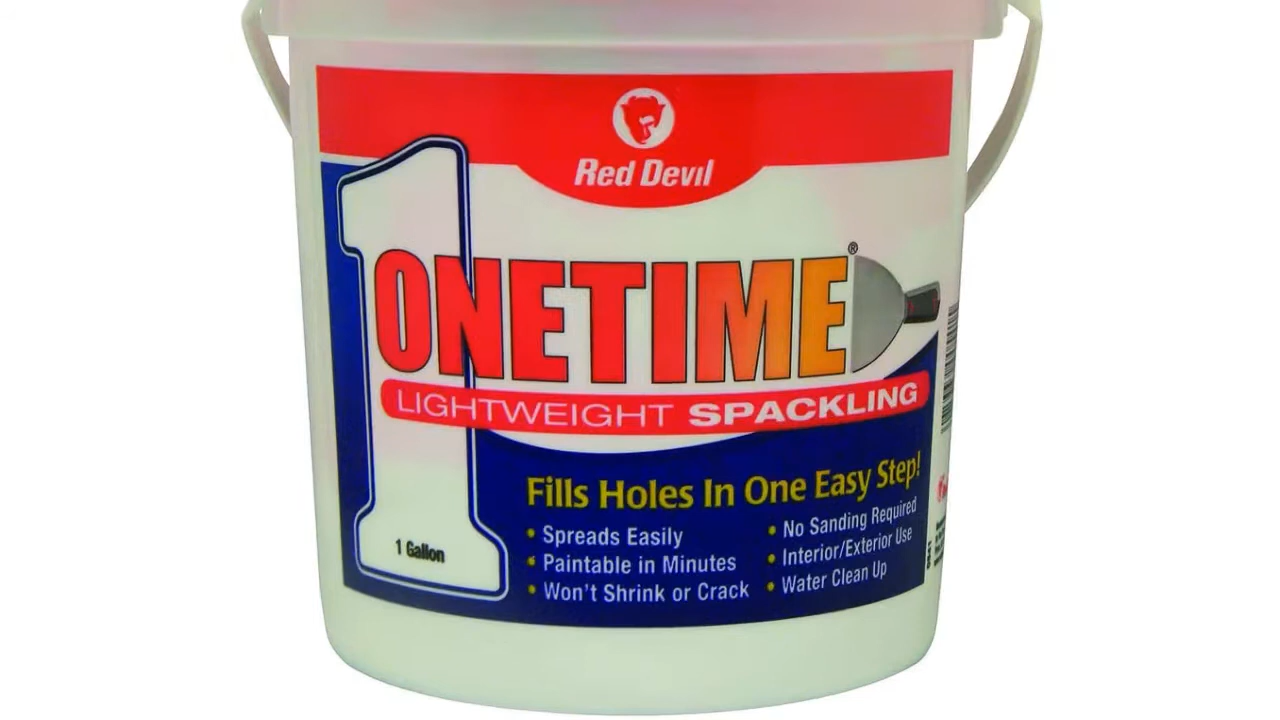 Red Devil
1
ONETIME®
LIGHTWEIGHT SPACKLING
Fills Holes In One Easy Step!
• Spreads Easily
• Paintable in Minutes
• Won't Shrink or Crack
• No Sanding Required
• Interior/Exterior Use
• Water Clean Up
1 Gallon